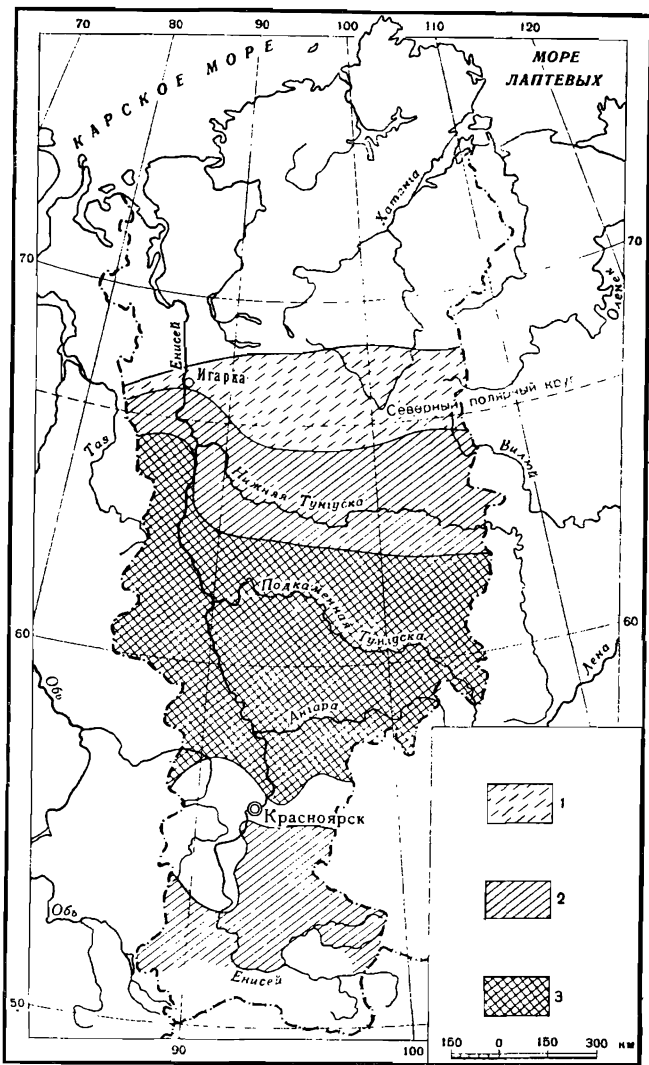 70 80 90 100 110 120
КАРСКОЕ МОРЕ
МОРЕ
ЛАПТЕВЫХ
Хатанга
70
70
Оленек
Енисей
Игарка
Северный полярный круг
Таз
Вилюй
Нижняя Тунгуска
Подкаменная
Тунгуска
60
60
Обь
Лена
Ангара
1
Красноярск
2
Обь
Енисей
3
50
150 0 150 300 км
90
100